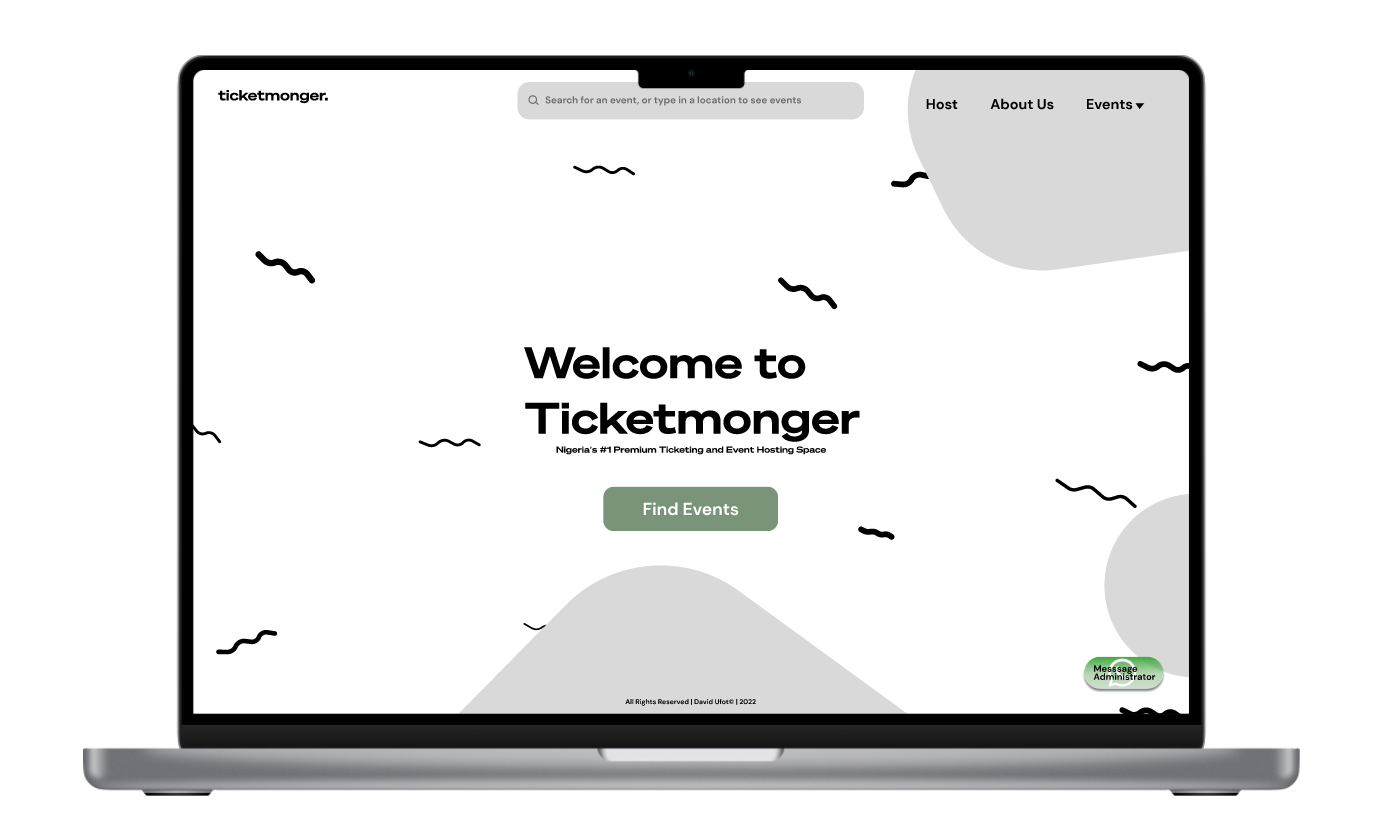 ticketmonger.
Search for an event, or type in a location to see events
Host
About Us
Events
Welcome to
Ticketmonger
Nigeria's #1 Premium Ticketing and Event Hosting Space
Find Events
Messsage
Administrator
All Rights Reserved | David Ufot© | 2022